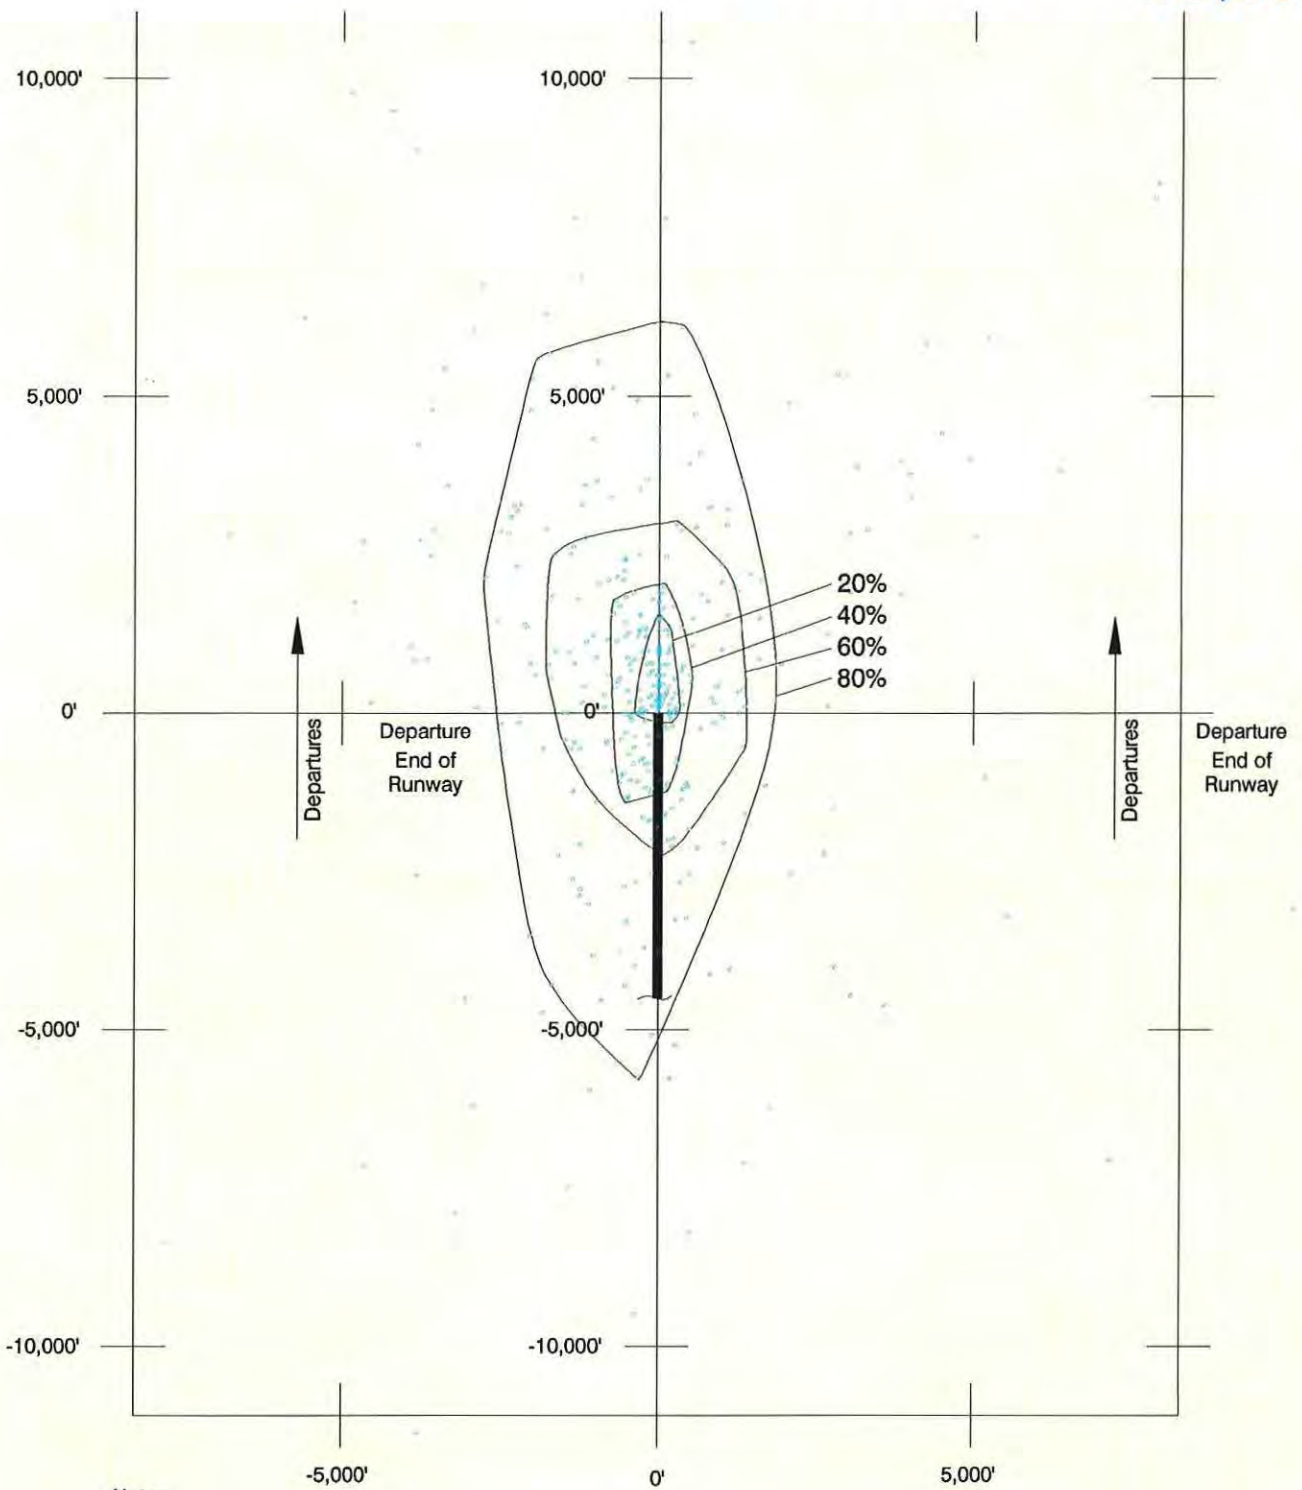 10,000'
10,000'
5,000'
5,000'
20%
40%
60%
80%
0'
0'
Departures
Departure
End of
Runway
Departures
Departure
End of
Runway
-5,000'
-5,000'
-10,000'
-10,000'
-5,000'
0'
5,000'